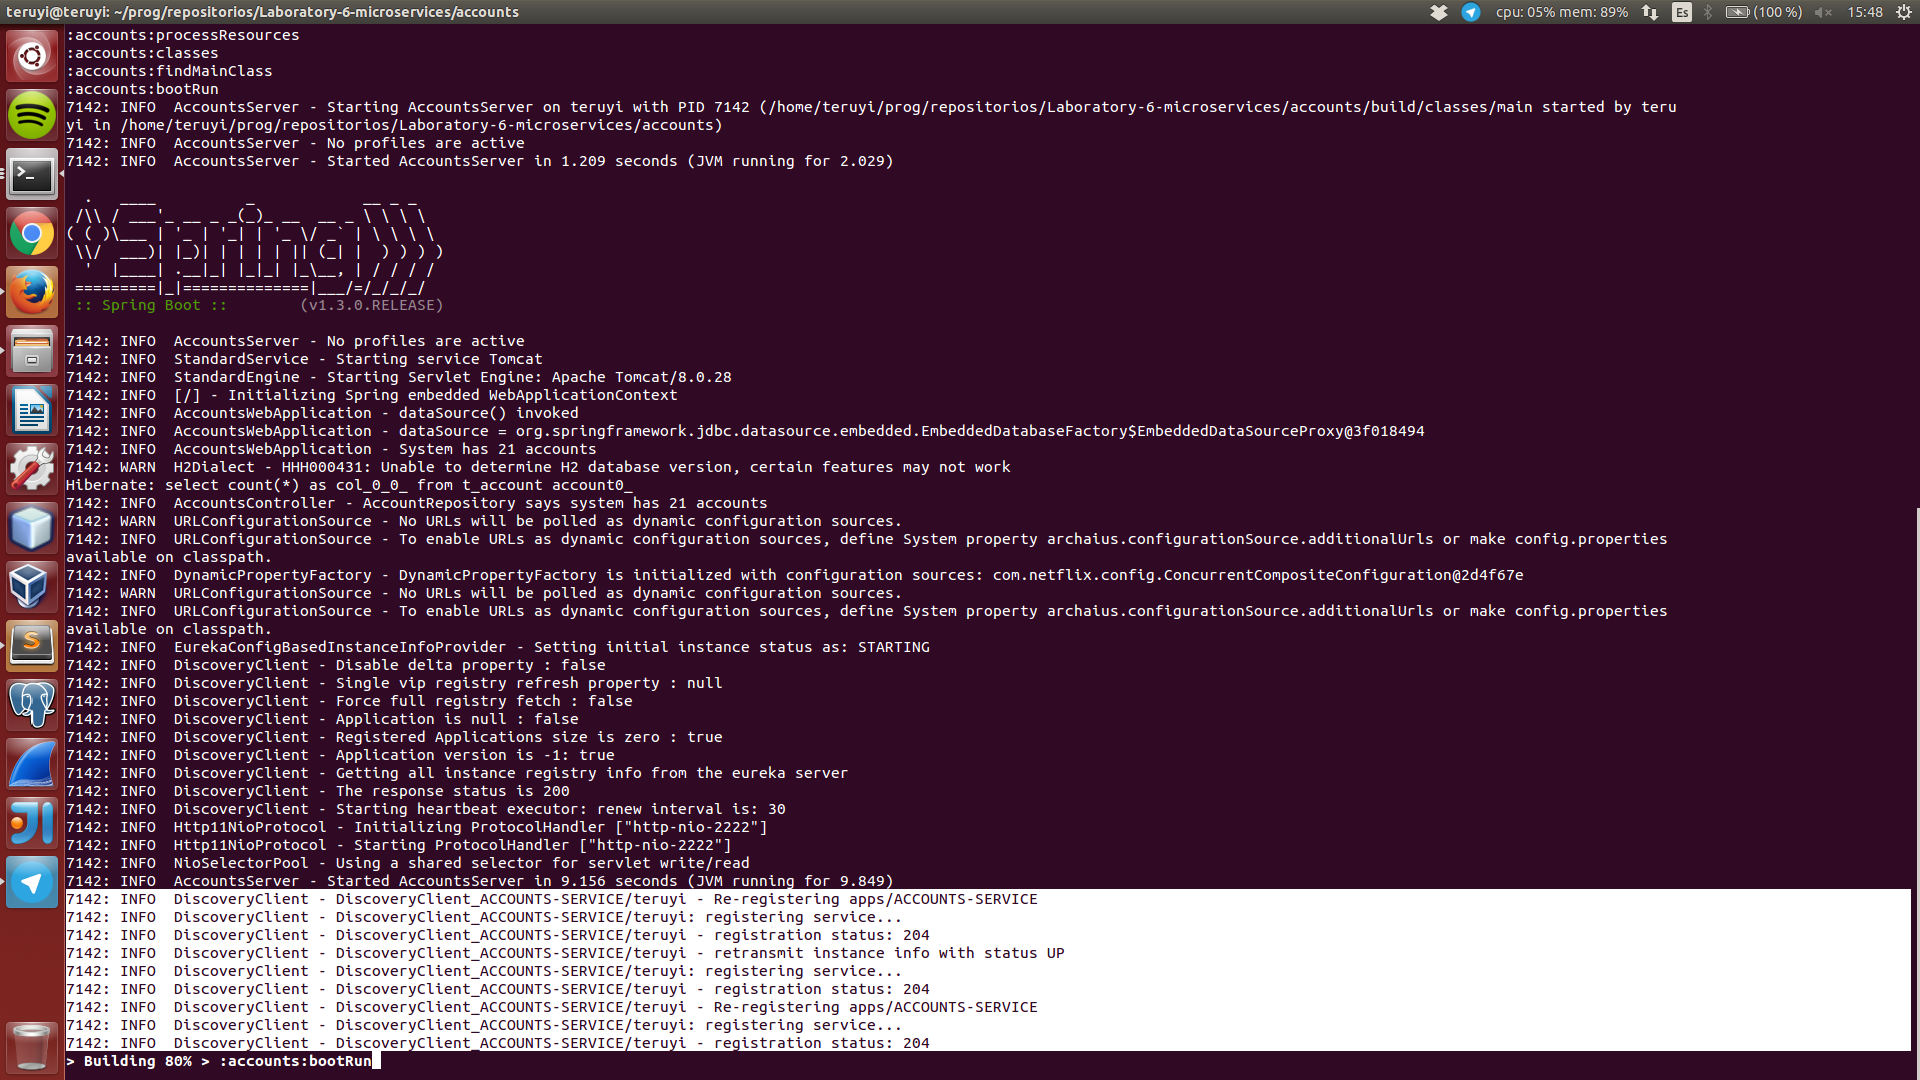 teruyi@teruyi: ~/prog/repositorios/Laboratory-6-microservices/accounts
cpu: 05% mem: 89%
Es
(100 %)
15:48
:accounts:processResources
:accounts:classes
:accounts:findMainClass
:accounts:bootRun
7142: INFO  AccountsServer - Starting AccountsServer on teruyi with PID 7142 (/home/teruyi/prog/repositorios/Laboratory-6-microservices/accounts/build/classes/main started by teru
yi in /home/teruyi/prog/repositorios/Laboratory-6-microservices/accounts)
7142: INFO  AccountsServer - No profiles are active
7142: INFO  AccountsServer - Started AccountsServer in 1.209 seconds (JVM running for 2.029)
  .   ____          _            __ _ _
 /\\ / ___'_ __ _ _(_)_ __  __ _ \ \ \ \
( ( )\___ | '_ | '_| | '_ \/ _` | \ \ \ \
 \\/  ___)| |_)| | | | | || (_| |  ) ) ) )
  '  |____| .__|_| |_|_| |_\__, | / / / /
 =========|_|==============|___/=/_/_/_/
 :: Spring Boot ::        (v1.3.0.RELEASE)
7142: INFO  AccountsServer - No profiles are active
7142: INFO  StandardService - Starting service Tomcat
7142: INFO  StandardEngine - Starting Servlet Engine: Apache Tomcat/8.0.28
7142: INFO  [/] - Initializing Spring embedded WebApplicationContext
7142: INFO  AccountsWebApplication - dataSource() invoked
7142: INFO  AccountsWebApplication - dataSource = org.springframework.jdbc.datasource.embedded.EmbeddedDatabaseFactory$EmbeddedDataSourceProxy@3f018494
7142: INFO  AccountsWebApplication - System has 21 accounts
7142: WARN  H2Dialect - HHH000431: Unable to determine H2 database version, certain features may not work
Hibernate: select count(*) as col_0_0_ from t_account account0_
7142: INFO  AccountsController - AccountRepository says system has 21 accounts
7142: WARN  URLConfigurationSource - No URLs will be polled as dynamic configuration sources.
7142: INFO  URLConfigurationSource - To enable URLs as dynamic configuration sources, define System property archaius.configurationSource.additionalUrls or make config.properties
available on classpath.
7142: INFO  DynamicPropertyFactory - DynamicPropertyFactory is initialized with configuration sources: com.netflix.config.ConcurrentCompositeConfiguration@2d4f67e
7142: WARN  URLConfigurationSource - No URLs will be polled as dynamic configuration sources.
7142: INFO  URLConfigurationSource - To enable URLs as dynamic configuration sources, define System property archaius.configurationSource.additionalUrls or make config.properties
available on classpath.
7142: INFO  EurekaConfigBasedInstanceInfoProvider - Setting initial instance status as: STARTING
7142: INFO  DiscoveryClient - Disable delta property : false
7142: INFO  DiscoveryClient - Single vip registry refresh property : null
7142: INFO  DiscoveryClient - Force full registry fetch : false
7142: INFO  DiscoveryClient - Application is null : false
7142: INFO  DiscoveryClient - Registered Applications size is zero : true
7142: INFO  DiscoveryClient - Application version is -1: true
7142: INFO  DiscoveryClient - Getting all instance registry info from the eureka server
7142: INFO  DiscoveryClient - The response status is 200
7142: INFO  DiscoveryClient - Starting heartbeat executor: renew interval is: 30
7142: INFO  Http11NioProtocol - Initializing ProtocolHandler ["http-nio-2222"]
7142: INFO  Http11NioProtocol - Starting ProtocolHandler ["http-nio-2222"]
7142: INFO  NioSelectorPool - Using a shared selector for servlet write/read
7142: INFO  AccountsServer - Started AccountsServer in 9.156 seconds (JVM running for 9.849)
7142: INFO  DiscoveryClient - DiscoveryClient_ACCOUNTS-SERVICE/teruyi - Re-registering apps/ACCOUNTS-SERVICE
7142: INFO  DiscoveryClient - DiscoveryClient_ACCOUNTS-SERVICE/teruyi: registering service...
7142: INFO  DiscoveryClient - DiscoveryClient_ACCOUNTS-SERVICE/teruyi - registration status: 204
7142: INFO  DiscoveryClient - DiscoveryClient_ACCOUNTS-SERVICE/teruyi - retransmit instance info with status UP
7142: INFO  DiscoveryClient - DiscoveryClient_ACCOUNTS-SERVICE/teruyi: registering service...
7142: INFO  DiscoveryClient - DiscoveryClient_ACCOUNTS-SERVICE/teruyi - registration status: 204
7142: INFO  DiscoveryClient - DiscoveryClient_ACCOUNTS-SERVICE/teruyi - Re-registering apps/ACCOUNTS-SERVICE
7142: INFO  DiscoveryClient - DiscoveryClient_ACCOUNTS-SERVICE/teruyi: registering service...
7142: INFO  DiscoveryClient - DiscoveryClient_ACCOUNTS-SERVICE/teruyi - registration status: 204
> Building 80% > :accounts:bootRun